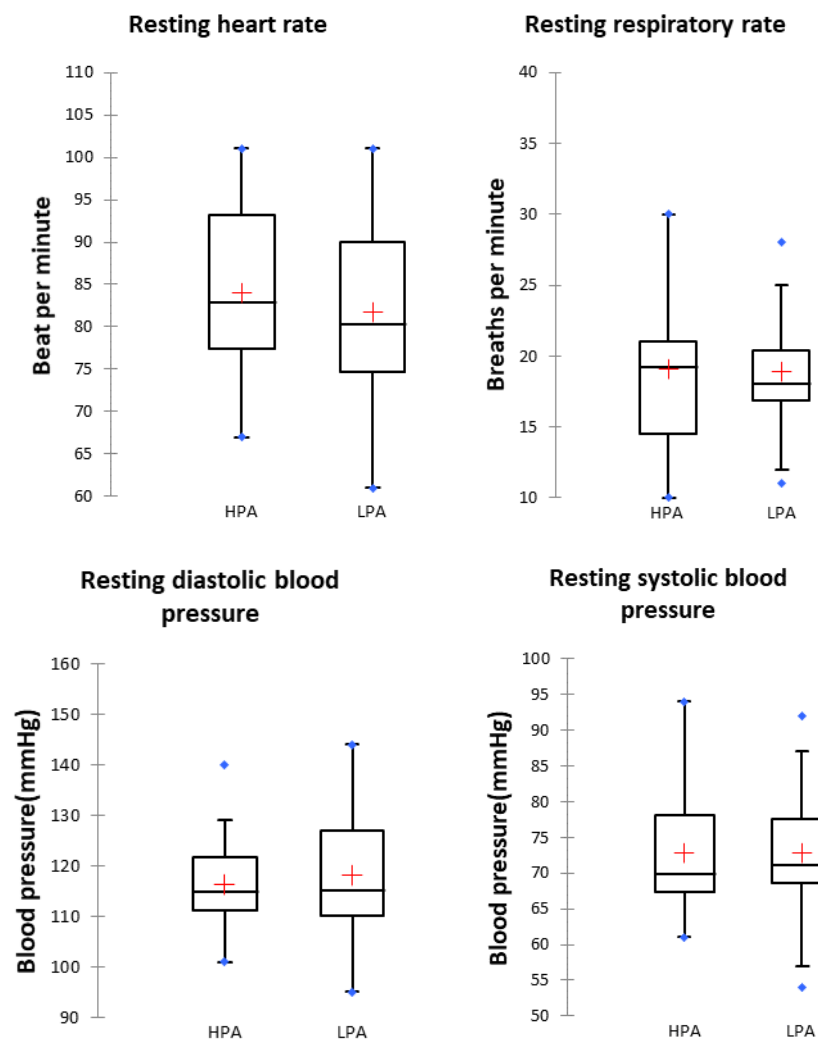 Resting heart rate
Beat per minute
110
105
100
95
90
85
80
75
70
65
60
HPA
LPA
Resting respiratory rate
Breaths per minute
40
35
30
25
20
15
10
HPA
LPA
Resting diastolic blood
pressure
Blood pressure(mmHg)
160
150
140
130
120
110
100
90
HPA
LPA
Resting systolic blood
pressure
Blood pressure(mmHg)
100
95
90
85
80
75
70
65
60
55
50
HPA
LPA